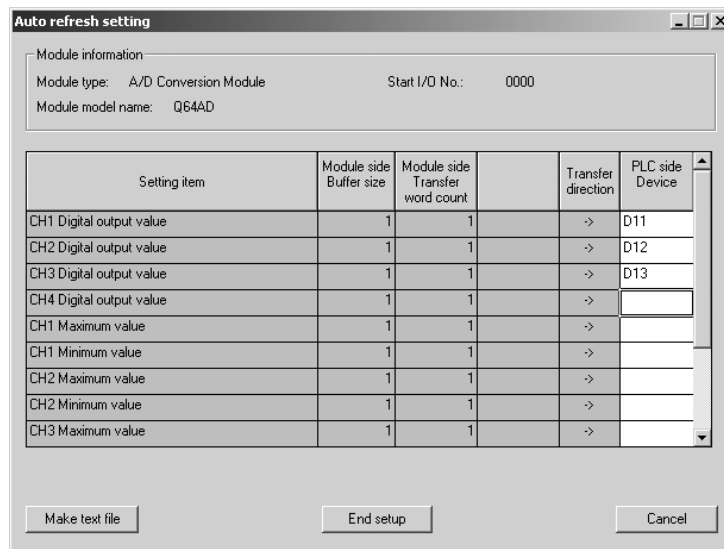 Auto refresh setting
Module information
Module type: A/D Conversion Module Start I/O No.: 0000
Module model name: Q64AD
Setting item Module side Buffer size Module side Transfer word count Transfer direction PLC side Device
CH1 Digital output value 1 1 -> D11
CH2 Digital output value 1 1 -> D12
CH3 Digital output value 1 1 -> D13
CH4 Digital output value 1 1 ->
CH1 Maximum value 1 1 ->
CH1 Minimum value 1 1 ->
CH2 Maximum value 1 1 ->
CH2 Minimum value 1 1 ->
CH3 Maximum value 1 1 ->
Make text file End setup Cancel